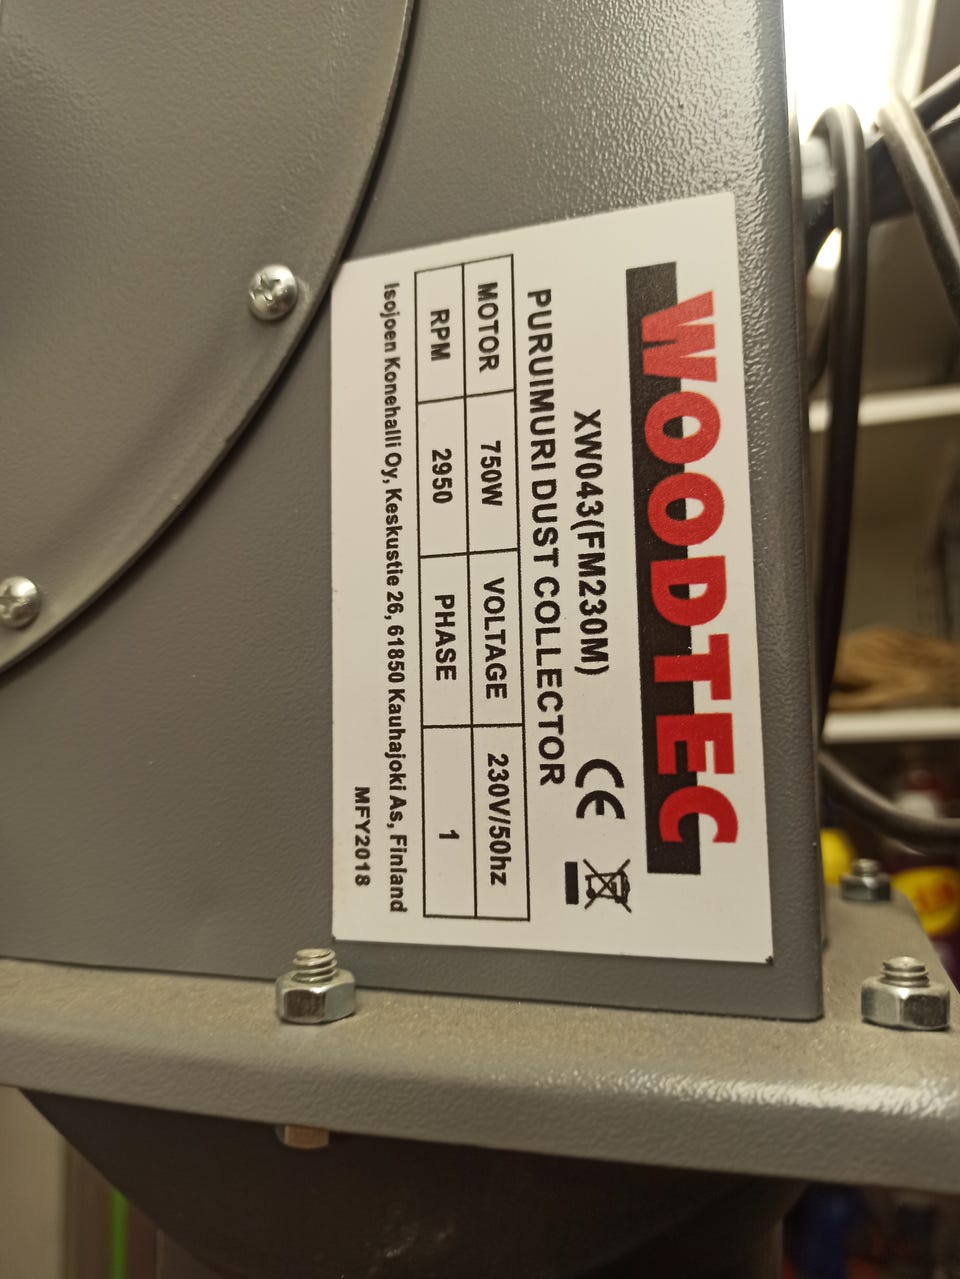 WOODTEC
XW043(FM230M) CE
PURUIMURI DUST COLLECTOR
MOTOR 750W VOLTAGE 230V/50hz
RPM 2950 PHASE 1
Isojoen Konehalli Oy, Keskustie 26, 61850 Kauhajoki As, Finland
MFY2018